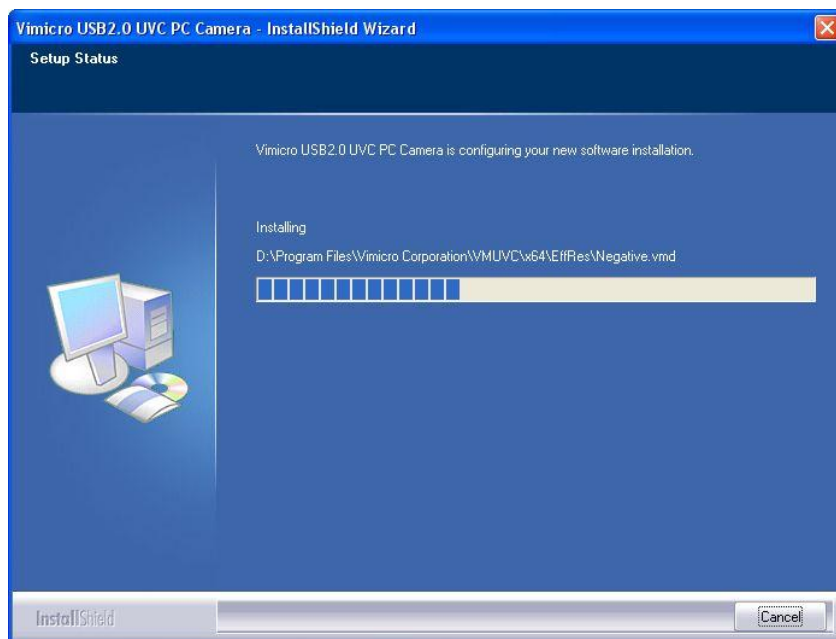 Vimicro USB2.0 UVC PC Camera - InstallShield Wizard
Setup Status
Vimicro USB2.0 UVC PC Camera is configuring your new software installation.
Installing
D:\Program Files\Vimicro Corporation\VMUVC\x64\EffRes\Negative.vmd
InstallShield
Cancel